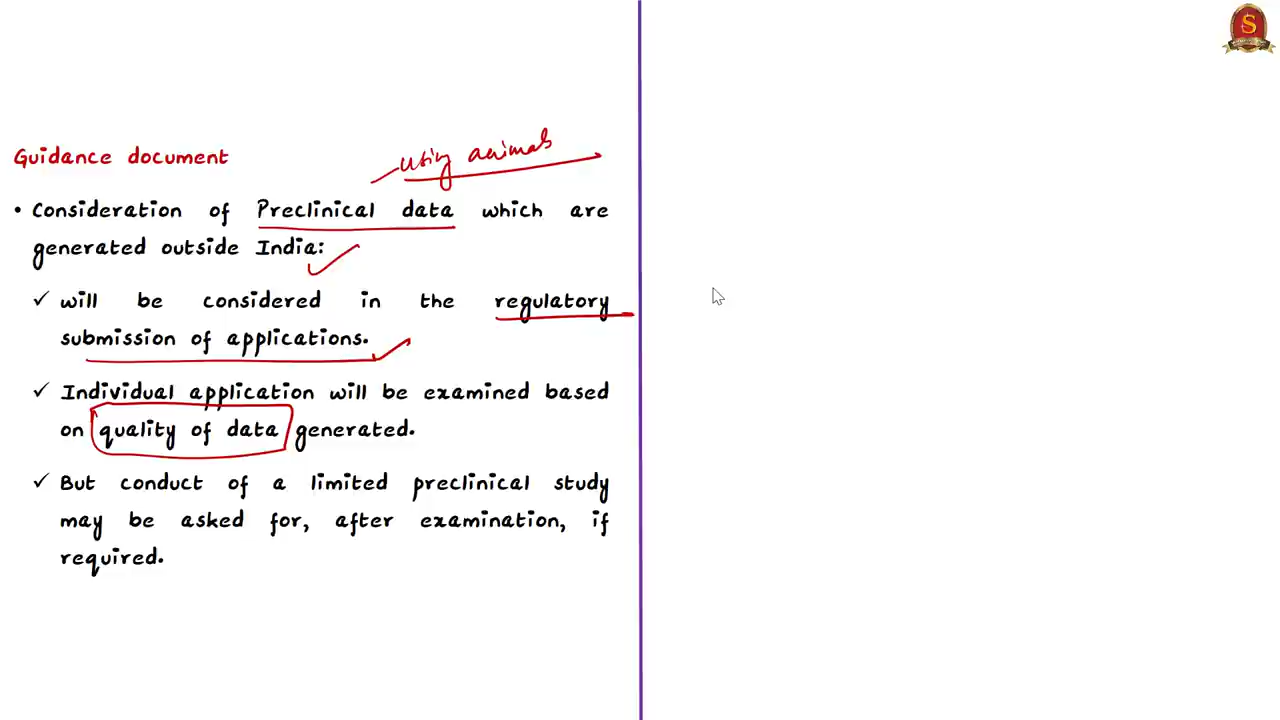 using animals
Guidance document
• Consideration of Preclinical data which are
generated outside India:
✓ will be considered in the regulatory
submission of applications.
✓ Individual application will be examined based
on quality of data generated.
✓ But conduct of a limited preclinical study
may be asked for, after examination, if
required.
S